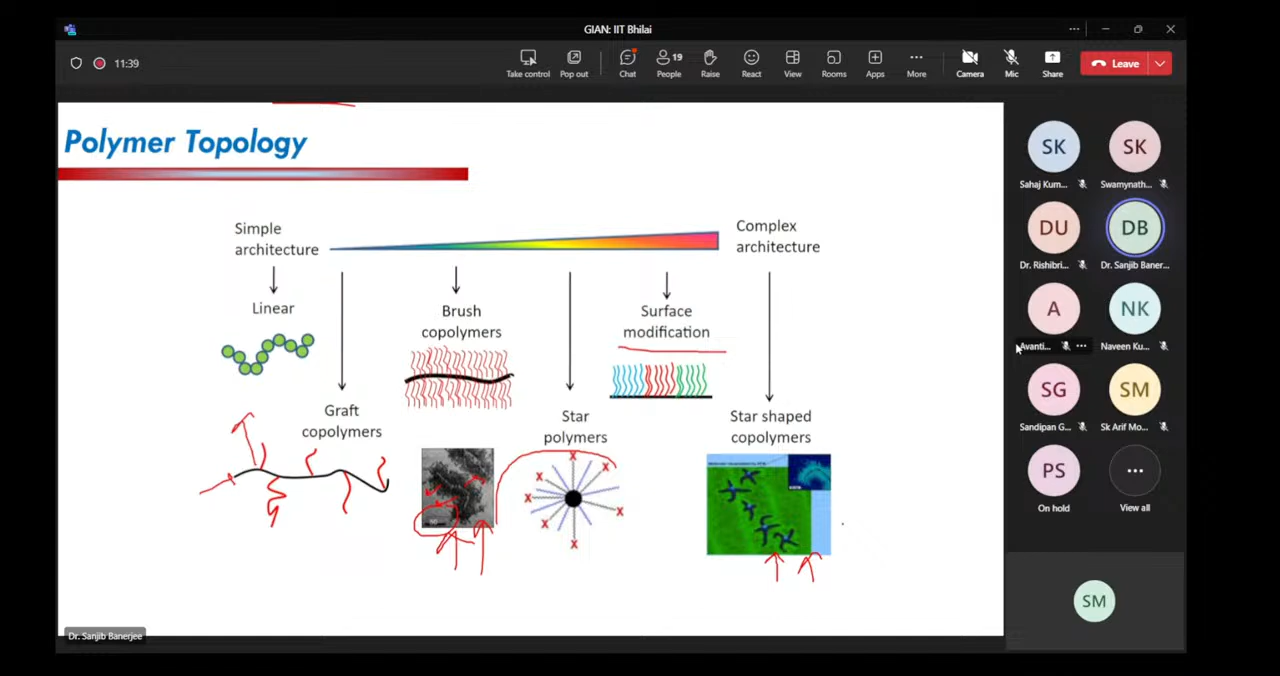 GIAN: IIT Bhilai
11:39
Take control
Pop out
Chat
19
People
Raise
React
View
Rooms
Apps
More
Camera
Mic
Share
Leave
Polymer Topology
Simple
architecture
Complex
architecture
Linear
Brush
copolymers
Surface
modification
Graft
copolymers
Star
polymers
Star shaped
copolymers
X
X
X
X
X
X
X
X
Dr. Sanjib Banerjee
SK
Sahaj Kum...
SK
Swamynath...
DU
Dr. Rishibri...
DB
Dr. Sanjib Baner...
A
Avanti...
NK
Naveen Ku...
SG
Sandipan G...
SM
Sk Arif Mo...
PS
On hold
View all
SM